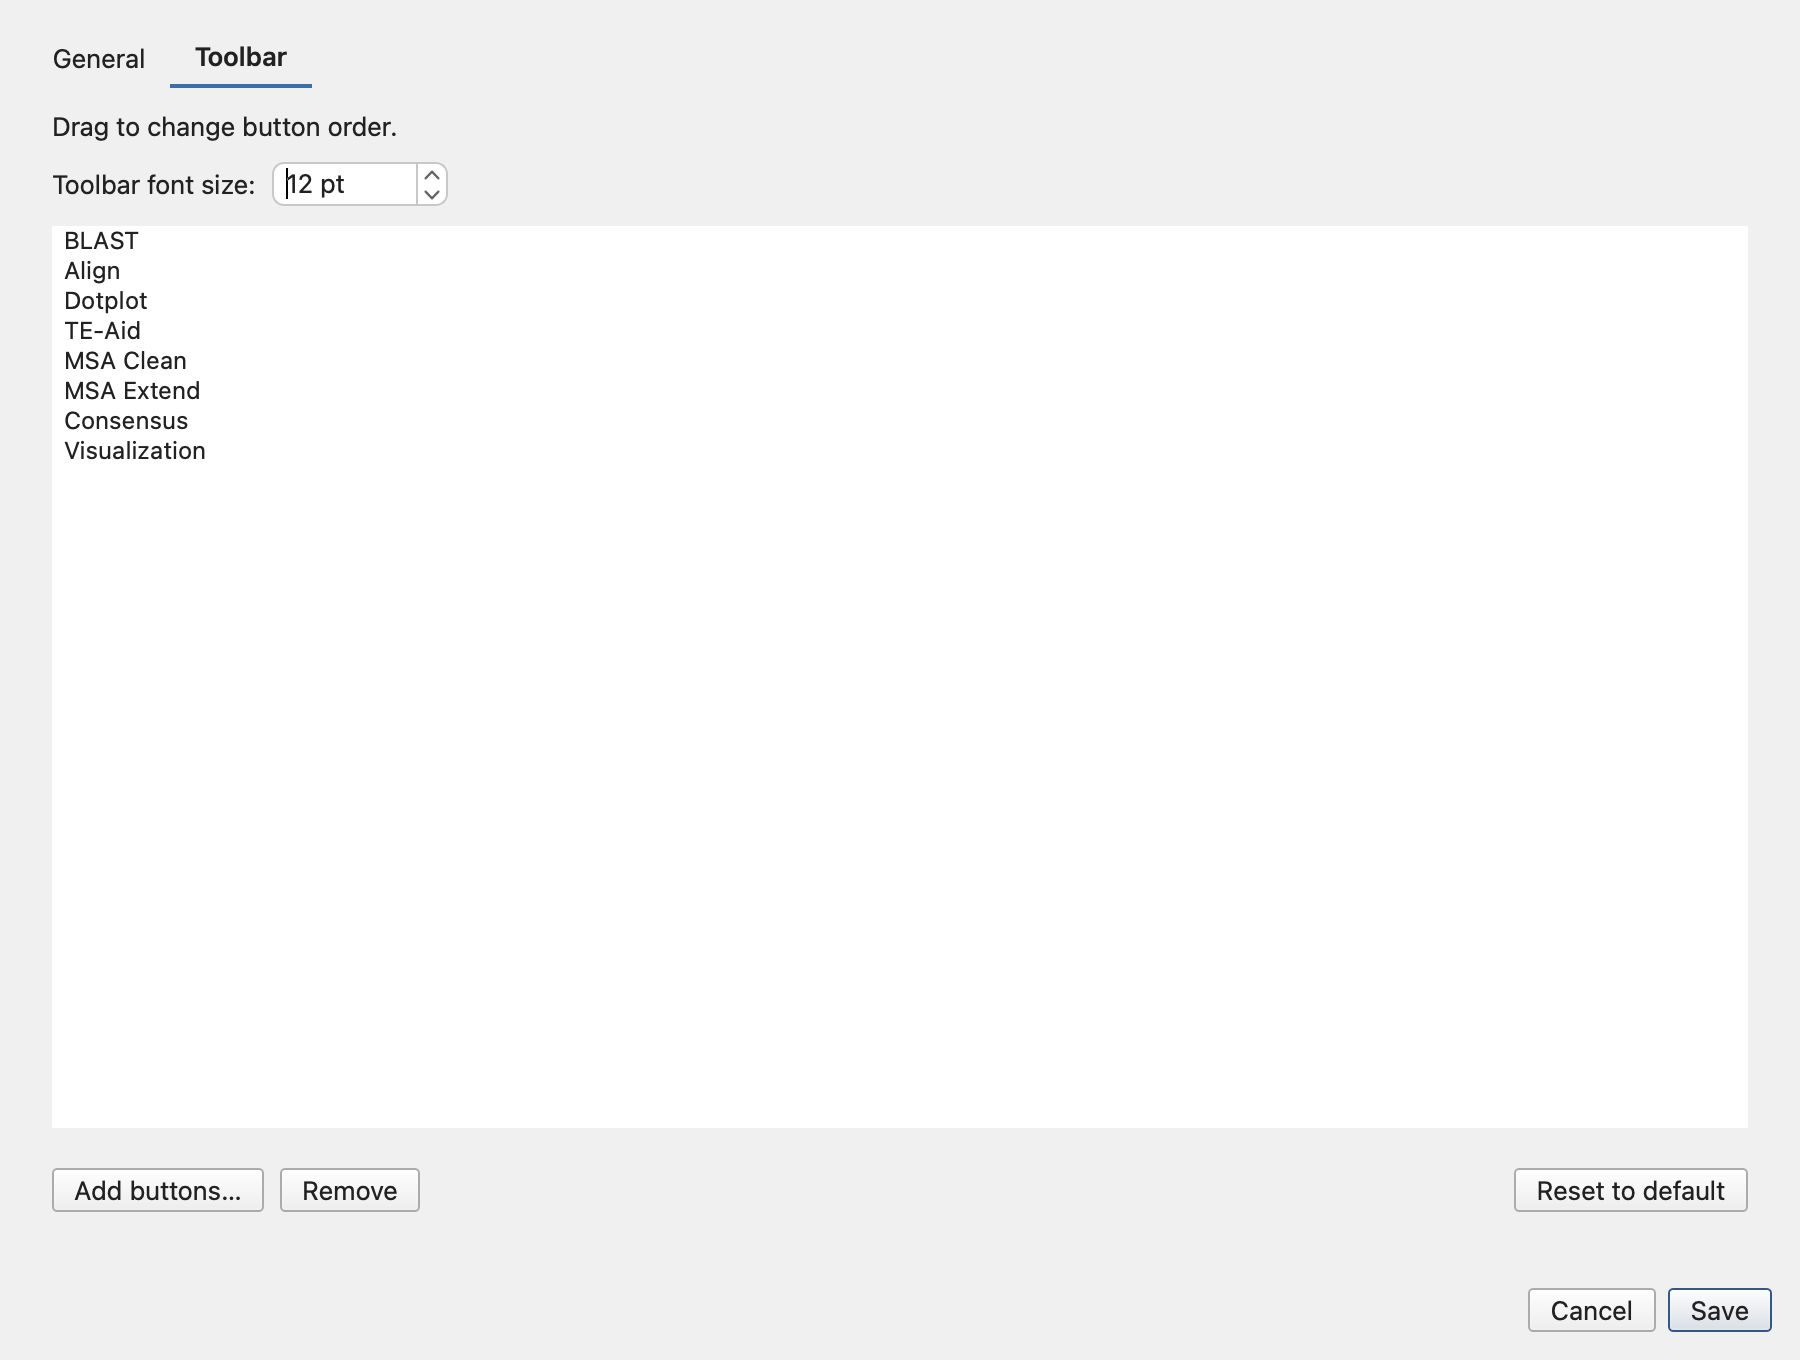 General Toolbar
Drag to change button order.
Toolbar font size: 12 pt
BLAST
Align
Dotplot
TE-Aid
MSA Clean
MSA Extend
Consensus
Visualization
Add buttons... Remove Reset to default
Cancel Save